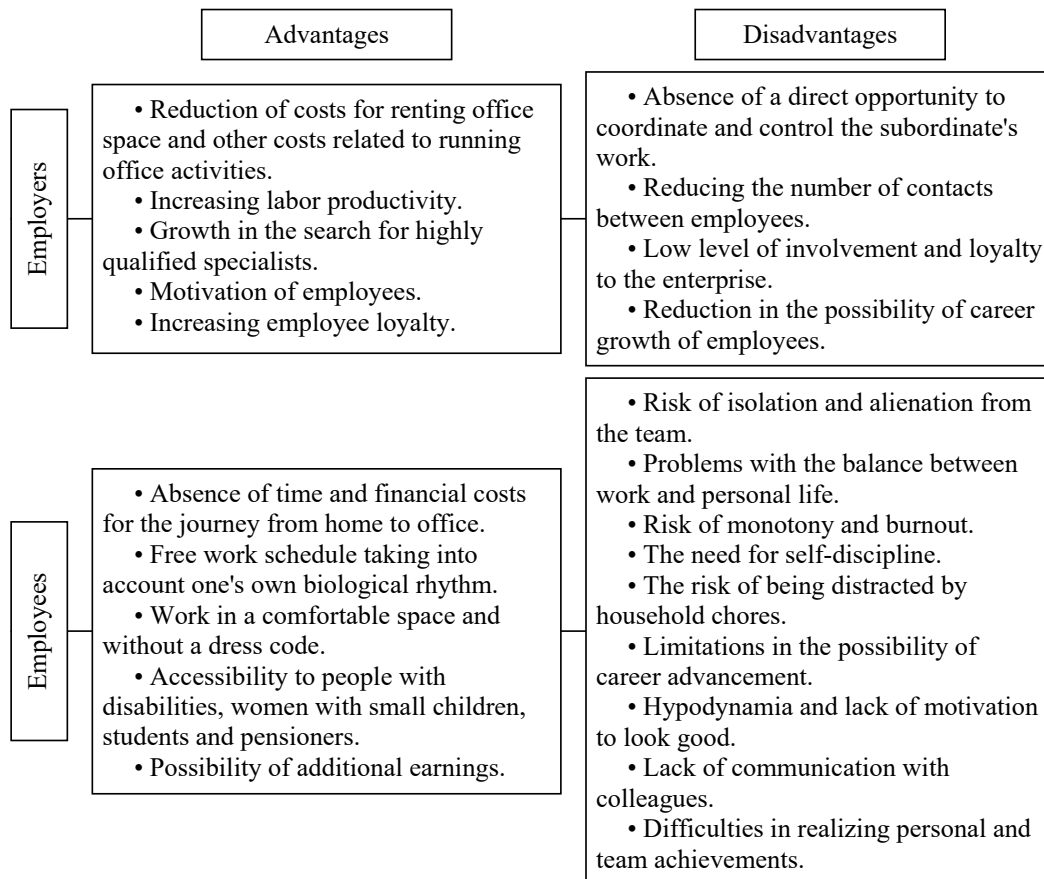 Advantages
Disadvantages
Employers
• Reduction of costs for renting office
space and other costs related to running
office activities.
• Increasing labor productivity.
• Growth in the search for highly
qualified specialists.
• Motivation of employees.
• Increasing employee loyalty.
• Absence of a direct opportunity to
coordinate and control the subordinate's
work.
• Reducing the number of contacts
between employees.
• Low level of involvement and loyalty
to the enterprise.
• Reduction in the possibility of career
growth of employees.
Employees
• Absence of time and financial costs
for the journey from home to office.
• Free work schedule taking into
account one's own biological rhythm.
• Work in a comfortable space and
without a dress code.
• Accessibility to people with
disabilities, women with small children,
students and pensioners.
• Possibility of additional earnings.
• Risk of isolation and alienation from
the team.
• Problems with the balance between
work and personal life.
• Risk of monotony and burnout.
• The need for self-discipline.
• The risk of being distracted by
household chores.
• Limitations in the possibility of
career advancement.
• Hypodynamia and lack of motivation
to look good.
• Lack of communication with
colleagues.
• Difficulties in realizing personal and
team achievements.